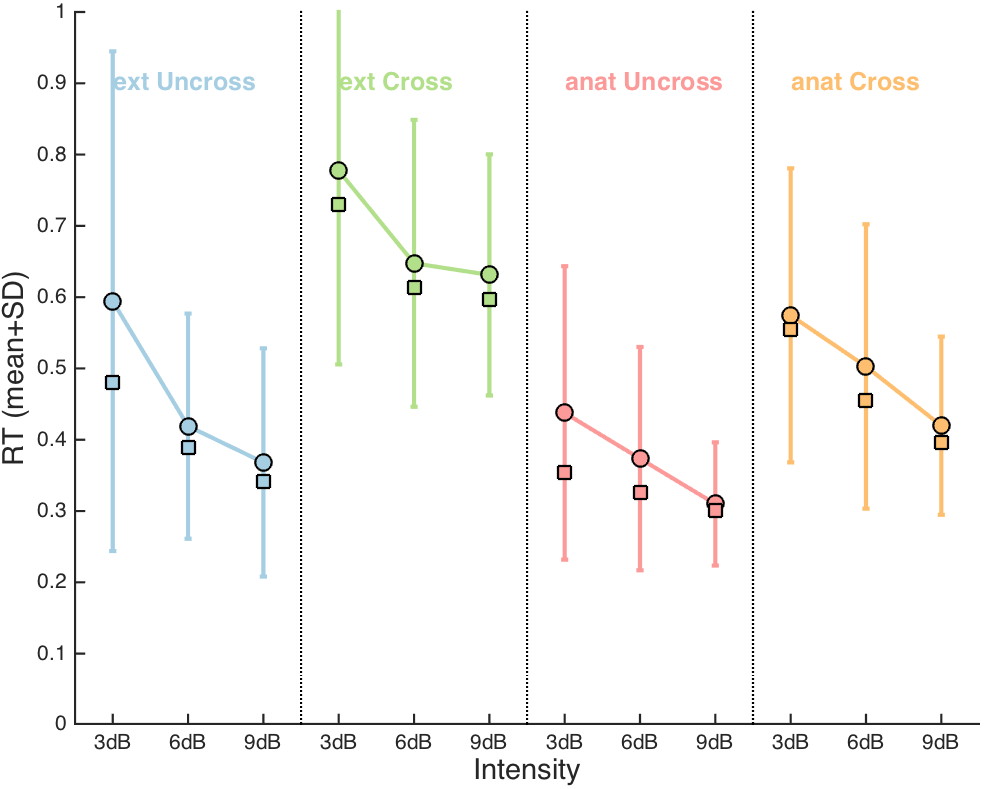 1
0.9
0.8
0.7
0.6
0.5
0.4
0.3
0.2
0.1
0
RT (mean+SD)
ext Uncross
ext Cross
anat Uncross
anat Cross
3dB 6dB 9dB 3dB 6dB 9dB 3dB 6dB 9dB 3dB 6dB 9dB
Intensity